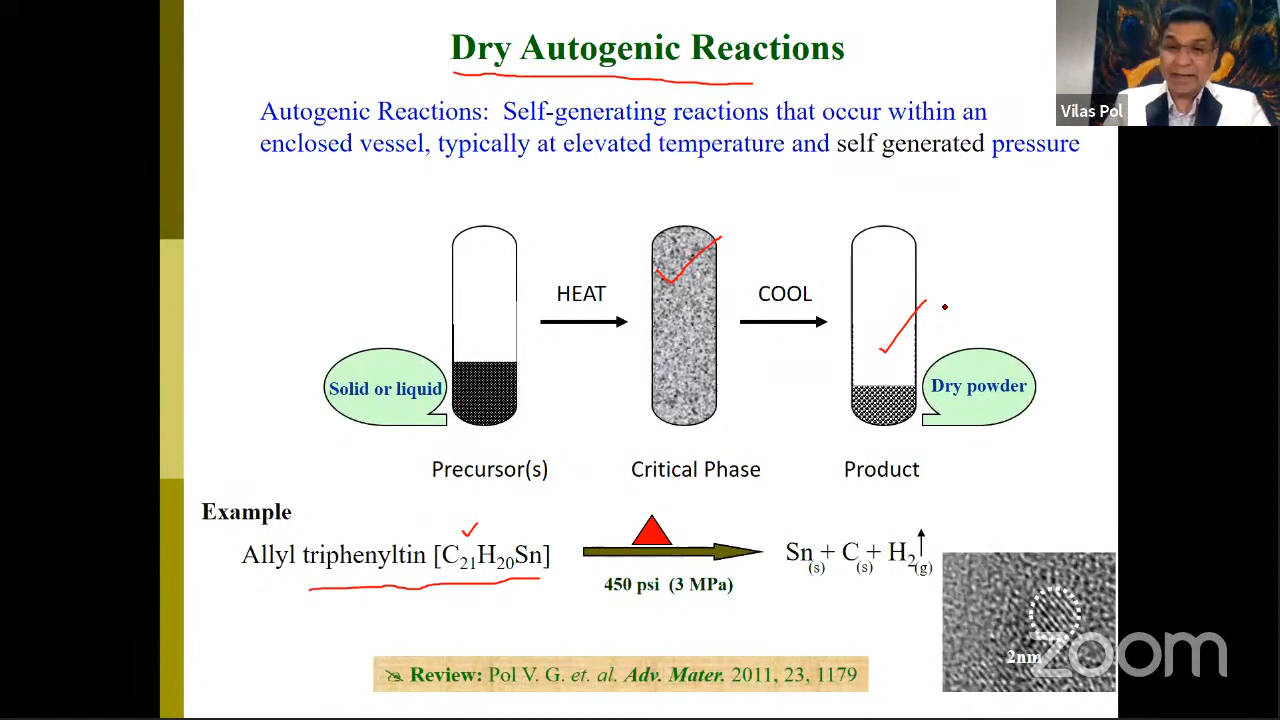 Dry Autogenic Reactions
Vilas Pol
Autogenic Reactions: Self-generating reactions that occur within an
enclosed vessel, typically at elevated temperature and self generated pressure
HEAT
COOL
Solid or liquid
Dry powder
Precursor(s)
Critical Phase
Product
Example
Allyl triphenyltin [C21H20Sn]
450 psi (3 MPa)
Sn(s) + C(s) + H2(g)
2nm
zoom
Review: Pol V. G. et. al. Adv. Mater. 2011, 23, 1179